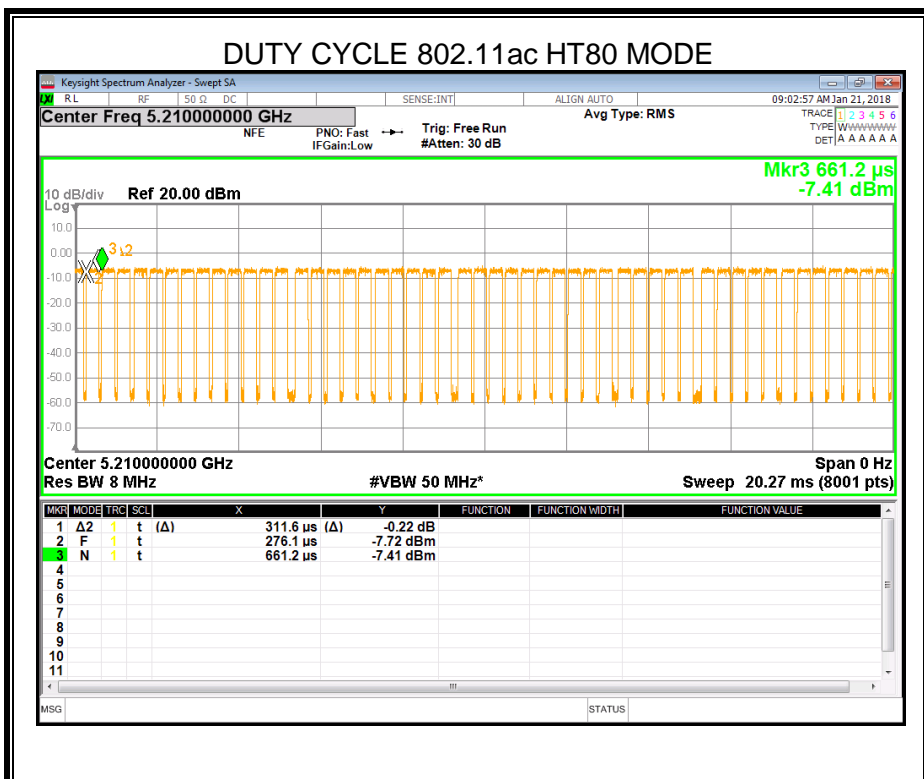 DUTY CYCLE 802.11ac HT80 MODE
Keysight Spectrum Analyzer - Swept SA
LXI RL RF 50 Ω DC SENSE:INT ALIGN AUTO 09:02:57 AM Jan 21, 2018
Center Freq 5.210000000 GHz Avg Type: RMS TRACE 1 2 3 4 5 6
NFE PNO: Fast Trig: Free Run TYPE WWWWWWW
IFGain:Low #Atten: 30 dB DET A A A A A A
Mkr3 661.2 µs
10 dB/div Ref 20.00 dBm -7.41 dBm
Log
10.0
0.00
-10.0
-20.0
-30.0
-40.0
-50.0
-60.0
-70.0
Center 5.210000000 GHz Span 0 Hz
Res BW 8 MHz #VBW 50 MHz* Sweep 20.27 ms (8001 pts)
MKR MODE TRC SCL X Y FUNCTION FUNCTION WIDTH FUNCTION VALUE
1 Δ2 1 t (Δ) 311.6 µs (Δ) -0.22 dB
2 F 1 t 276.1 µs -7.72 dBm
3 N 1 t 661.2 µs -7.41 dBm
4
5
6
7
8
9
10
11
MSG STATUS